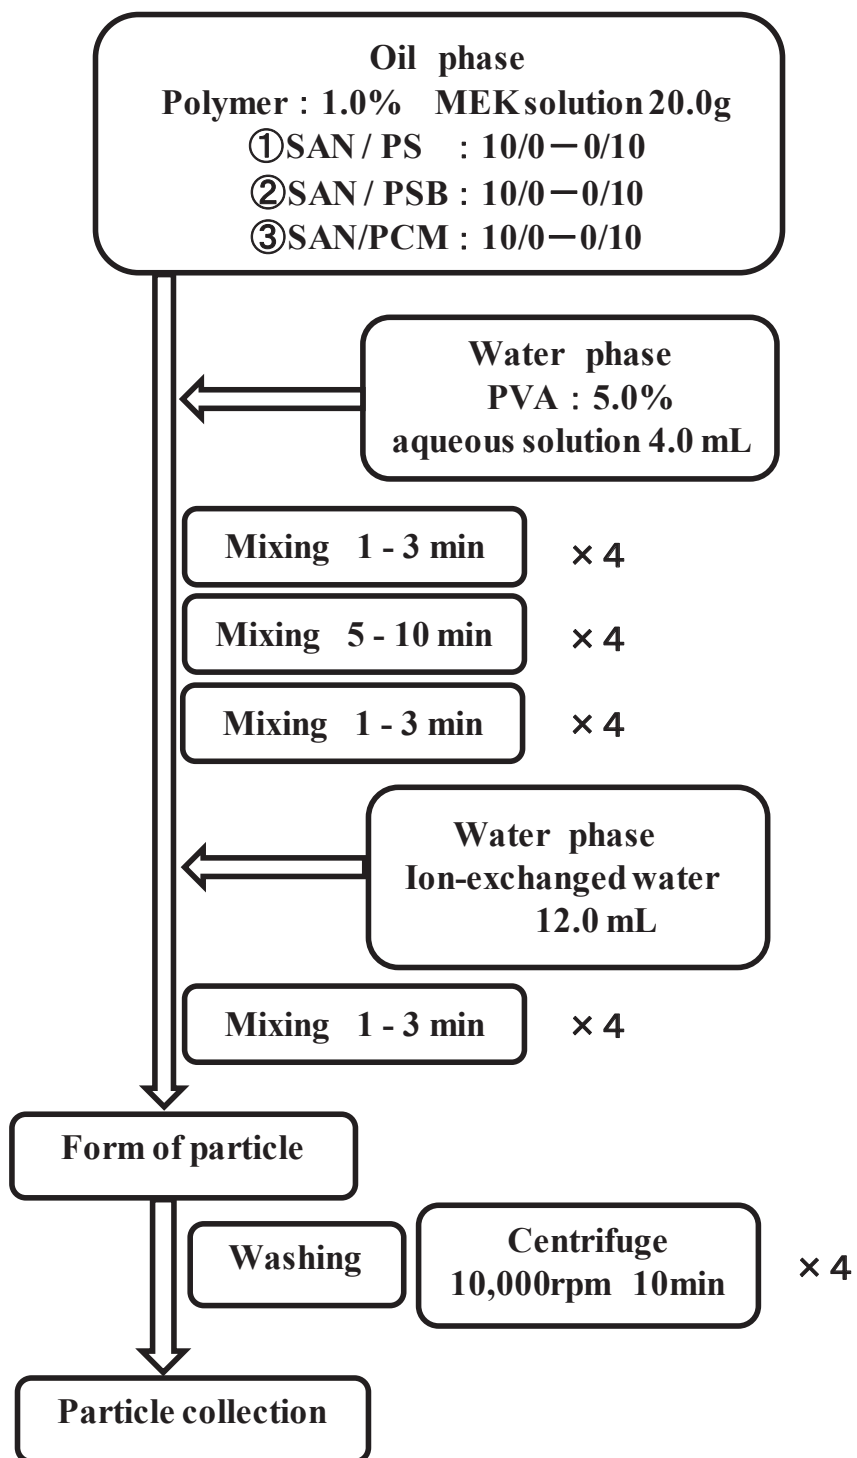 Oil phase
Polymer：1.0% MEK solution 20.0g
①SAN / PS ：10/0－0/10
②SAN / PSB：10/0－0/10
③SAN/PCM：10/0－0/10
Water phase
PVA：5.0%
aqueous solution 4.0 mL
Mixing 1 - 3 min ×4
Mixing 5 - 10 min ×4
Mixing 1 - 3 min ×4
Water phase
Ion-exchanged water
12.0 mL
Mixing 1 - 3 min ×4
Form of particle
Washing
Centrifuge
10,000rpm 10min
×4
Particle collection